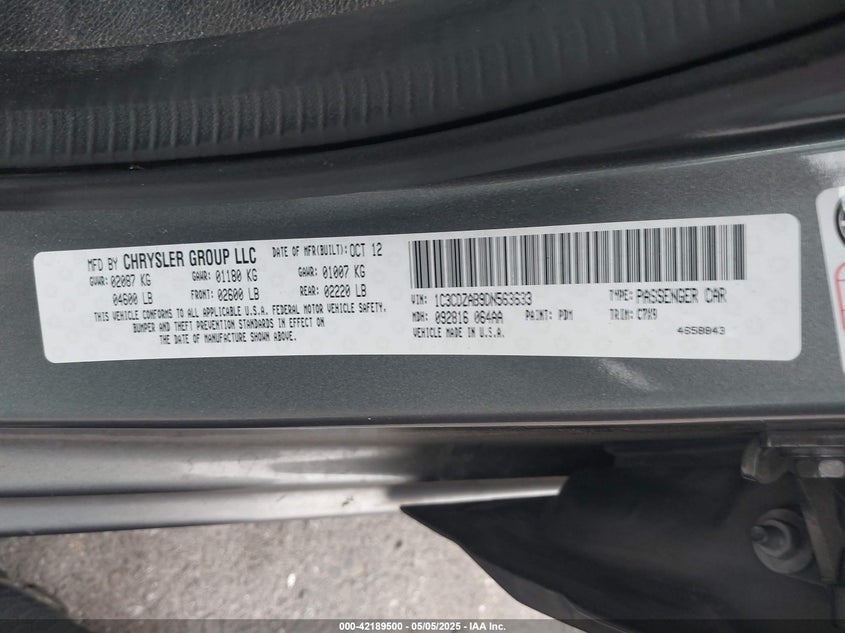 MFD BY CHRYSLER GROUP LLC DATE OF MFR(BUILT): OCT 12
GVWR: 02087 KG GAWR: 01180 KG GAWR: 01007 KG
04600 LB FRONT: 02600 LB REAR: 02220 LB
THIS VEHICLE CONFORMS TO ALL APPLICABLE U.S.A. FEDERAL MOTOR VEHICLE SAFETY,
BUMPER AND THEFT PREVENTION STANDARDS IN EFFECT ON
THE DATE OF MANUFACTURE SHOWN ABOVE.
VIN: 1C3CDZAB9DN563633 TYPE: PASSENGER CAR
MDH: 092816 064AA PAINT: PDM TRIM: C7X9
VEHICLE MADE IN U.S.A. 4658843
000-42189500 - 05/05/2025 - IAA Inc.